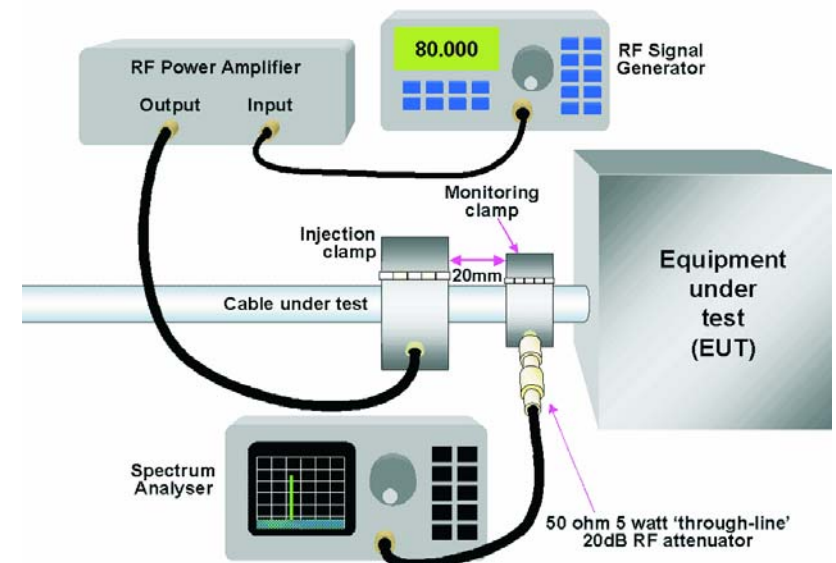 RF Power Amplifier
Output Input
80.000
RF Signal
Generator
Monitoring
clamp
Injection
clamp
20mm
Cable under test
Equipment
under
test
(EUT)
Spectrum
Analyser
50 ohm 5 watt ‘through-line’
20dB RF attenuator